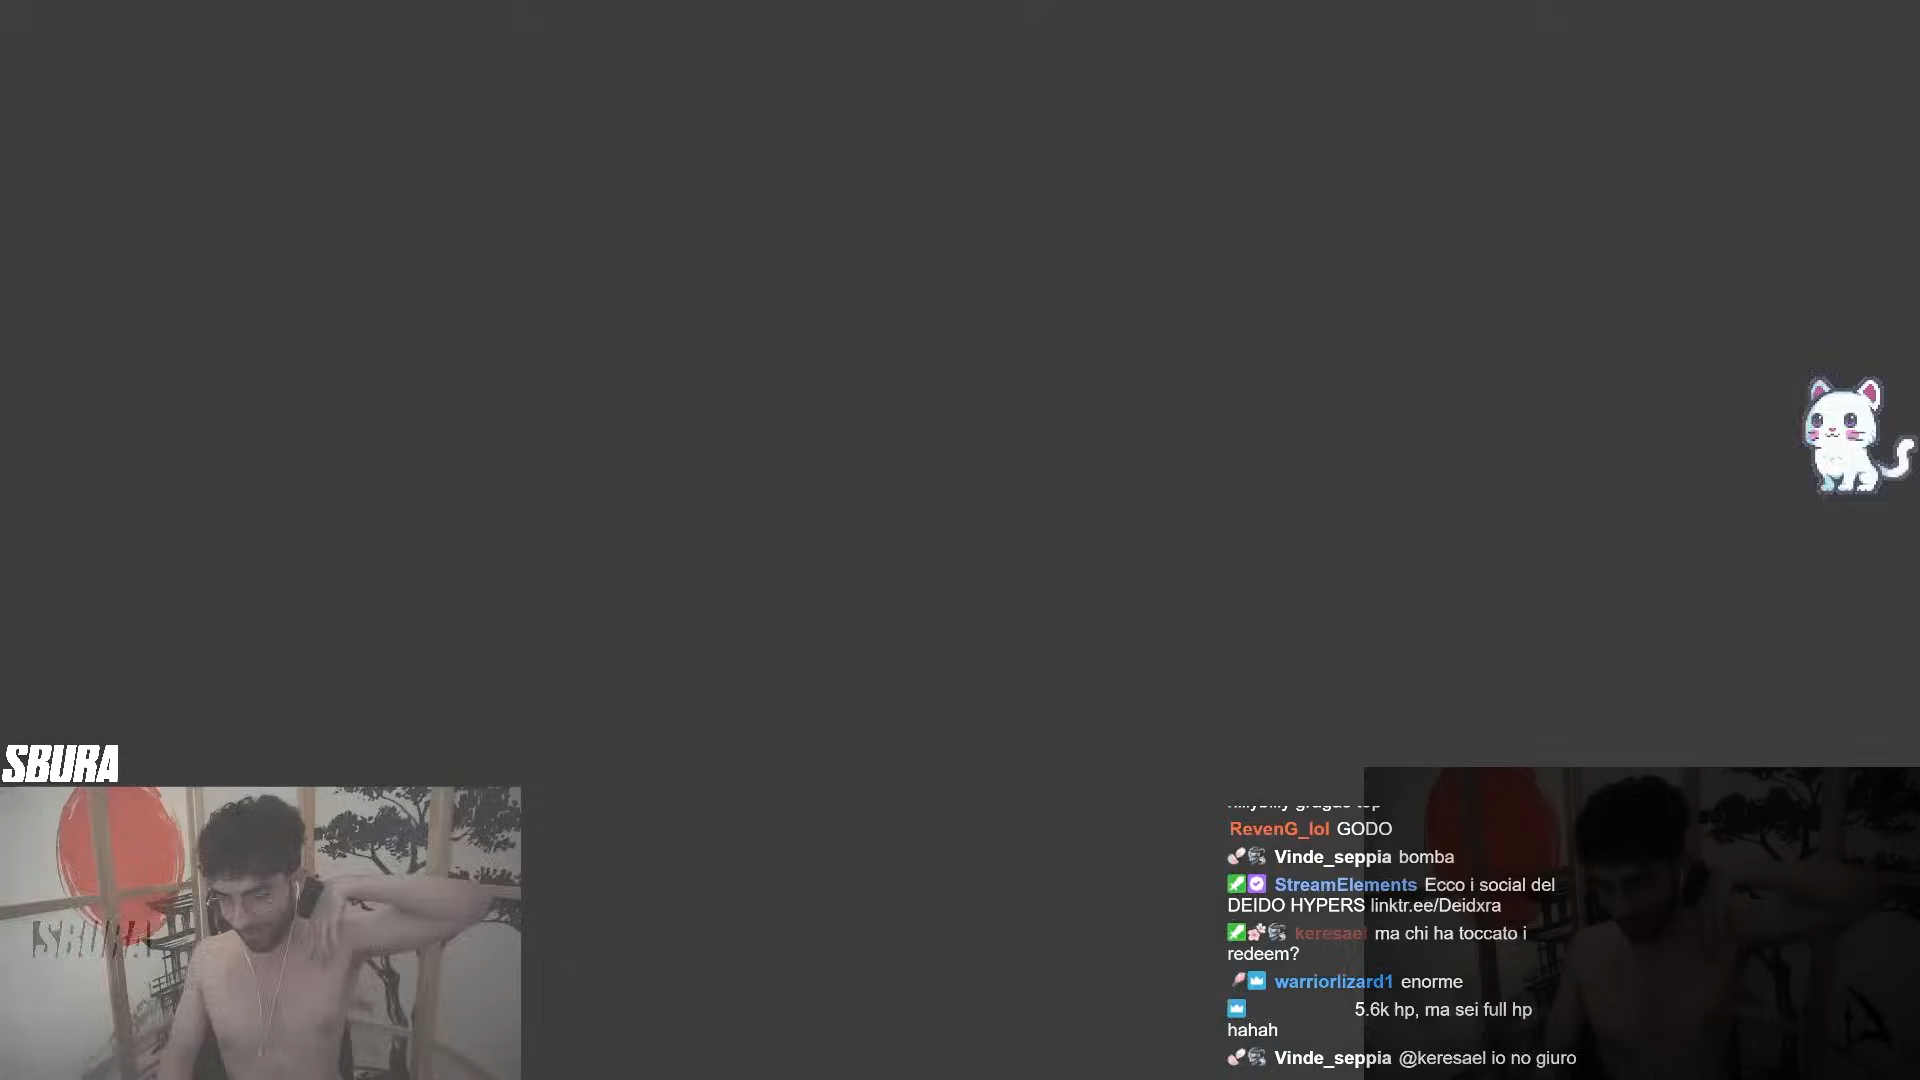 SBURA
SBURA
RevenG_lol GODO
Vinde_seppia bomba
StreamElements Ecco i social del
DEIDO HYPERS linktr.ee/Deidxra
keresael ma chi ha toccato i
redeem?
warriorlizard1 enorme
5.6k hp, ma sei full hp
hahah
Vinde_seppia @keresael io no giuro